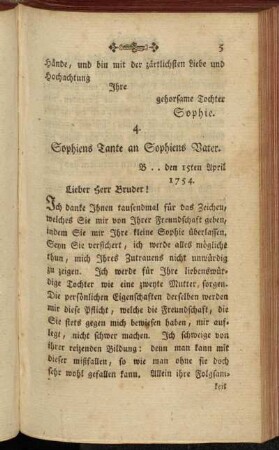 5
Hände, und bin mit der zärtlichsten Liebe und
Hochachtung
Ihre
gehorsame Tochter
Sophie.
4.
Sophiens Tante an Sophiens Vater.
B . . den 15ten April
1754.
Lieber Herr Bruder!
Ich danke Ihnen tausendmal für das Zeichen,
welches Sie mir von Ihrer Freundschaft geben,
indem Sie mir Ihre kleine Sophie überlassen.
Seyn Sie versichert, ich werde alles mögliche
thun, mich Ihres Zutrauens nicht unwürdig
zu zeigen. Ich werde für Ihre liebenswür-
dige Tochter wie eine zweyte Mutter, sorgen.
Die persönlichen Eigenschaften derselben werden
mir diese Pflicht, welche die Freundschaft, die
Sie stets gegen mich bewiesen haben, mir auf-
legt, nicht schwer machen. Ich schweige von
ihrer reizenden Bildung: denn man kann mit
dieser mißfallen, so wie man ohne sie doch
sehr wohl gefallen kann. Allein ihre Folgsam-
keit